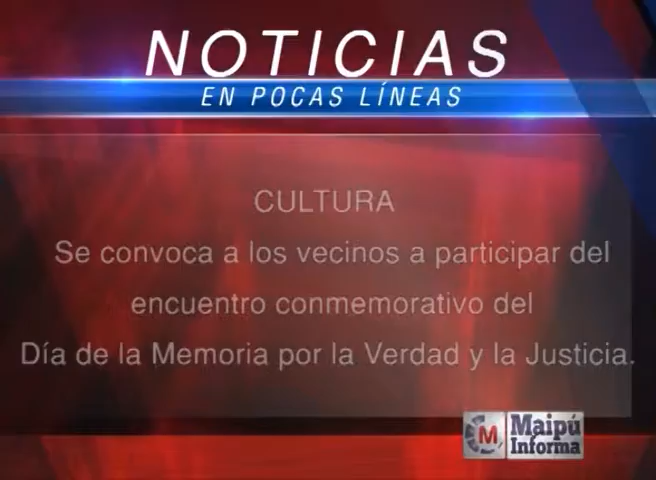 NOTICIAS
EN POCAS LÍNEAS
CULTURA
Se convoca a los vecinos a participar del
encuentro conmemorativo del
Día de la Memoria por la Verdad y la Justicia.
M Maipú
Informa